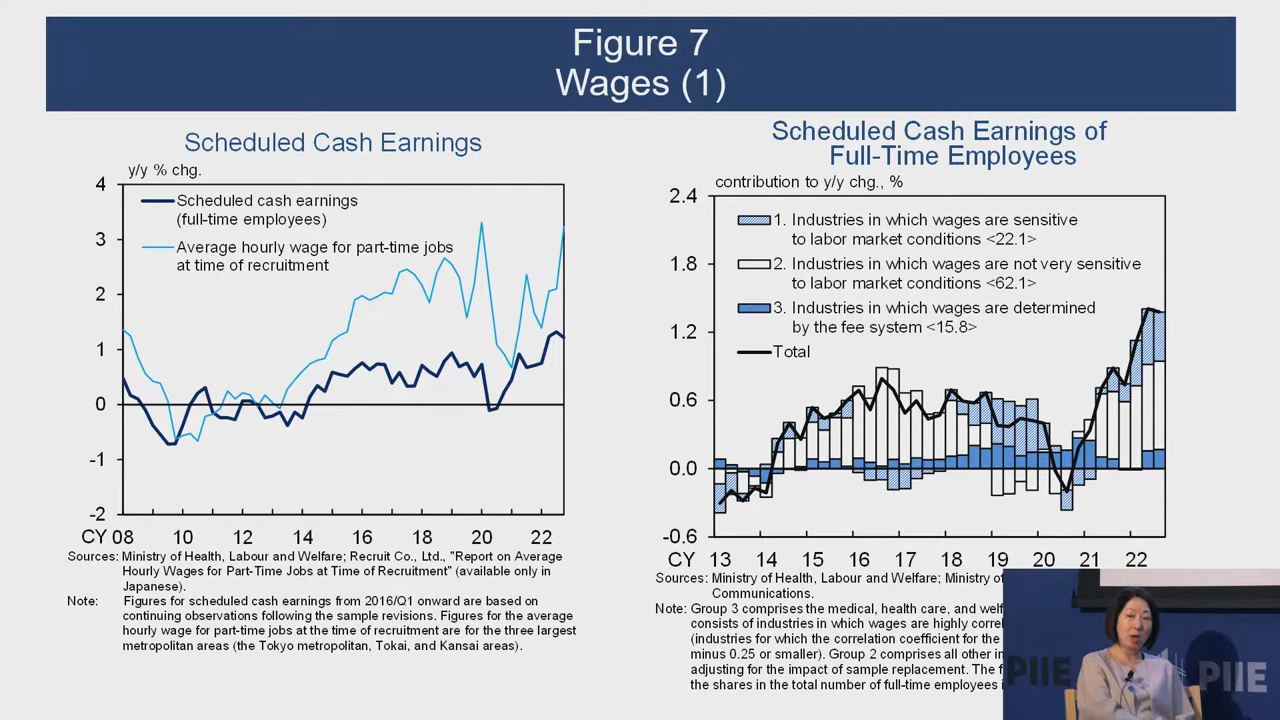 Figure 7
Wages (1)
Scheduled Cash Earnings
y/y % chg.
4
3
2
1
0
-1
-2
Scheduled cash earnings
(full-time employees)
Average hourly wage for part-time jobs
at time of recruitment
CY 08 10 12 14 16 18 20 22
Sources: Ministry of Health, Labour and Welfare; Recruit Co., Ltd., "Report on Average
Hourly Wages for Part-Time Jobs at Time of Recruitment" (available only in
Japanese).
Note: Figures for scheduled cash earnings from 2016/Q1 onward are based on
continuing observations following the sample revisions. Figures for the average
hourly wage for part-time jobs at the time of recruitment are for the three largest
metropolitan areas (the Tokyo metropolitan, Tokai, and Kansai areas).
Scheduled Cash Earnings of
Full-Time Employees
contribution to y/y chg., %
2.4
1.8
1.2
0.6
0.0
-0.6
1. Industries in which wages are sensitive
to labor market conditions <22.1>
2. Industries in which wages are not very sensitive
to labor market conditions <62.1>
3. Industries in which wages are determined
by the fee system <15.8>
Total
CY 13 14 15 16 17 18 19 20 21 22
Sources: Ministry of Health, Labour and Welfare; Ministry of
Communications.
Note: Group 3 comprises the medical, health care, and
consists of industries in which wages are highly
(industries for which the correlation coefficient for the
minus 0.25 or smaller). Group 2 comprises all other
adjusting for the impact of sample replacement. The
the shares in the total number of full-time employees
PIIE
PIIE